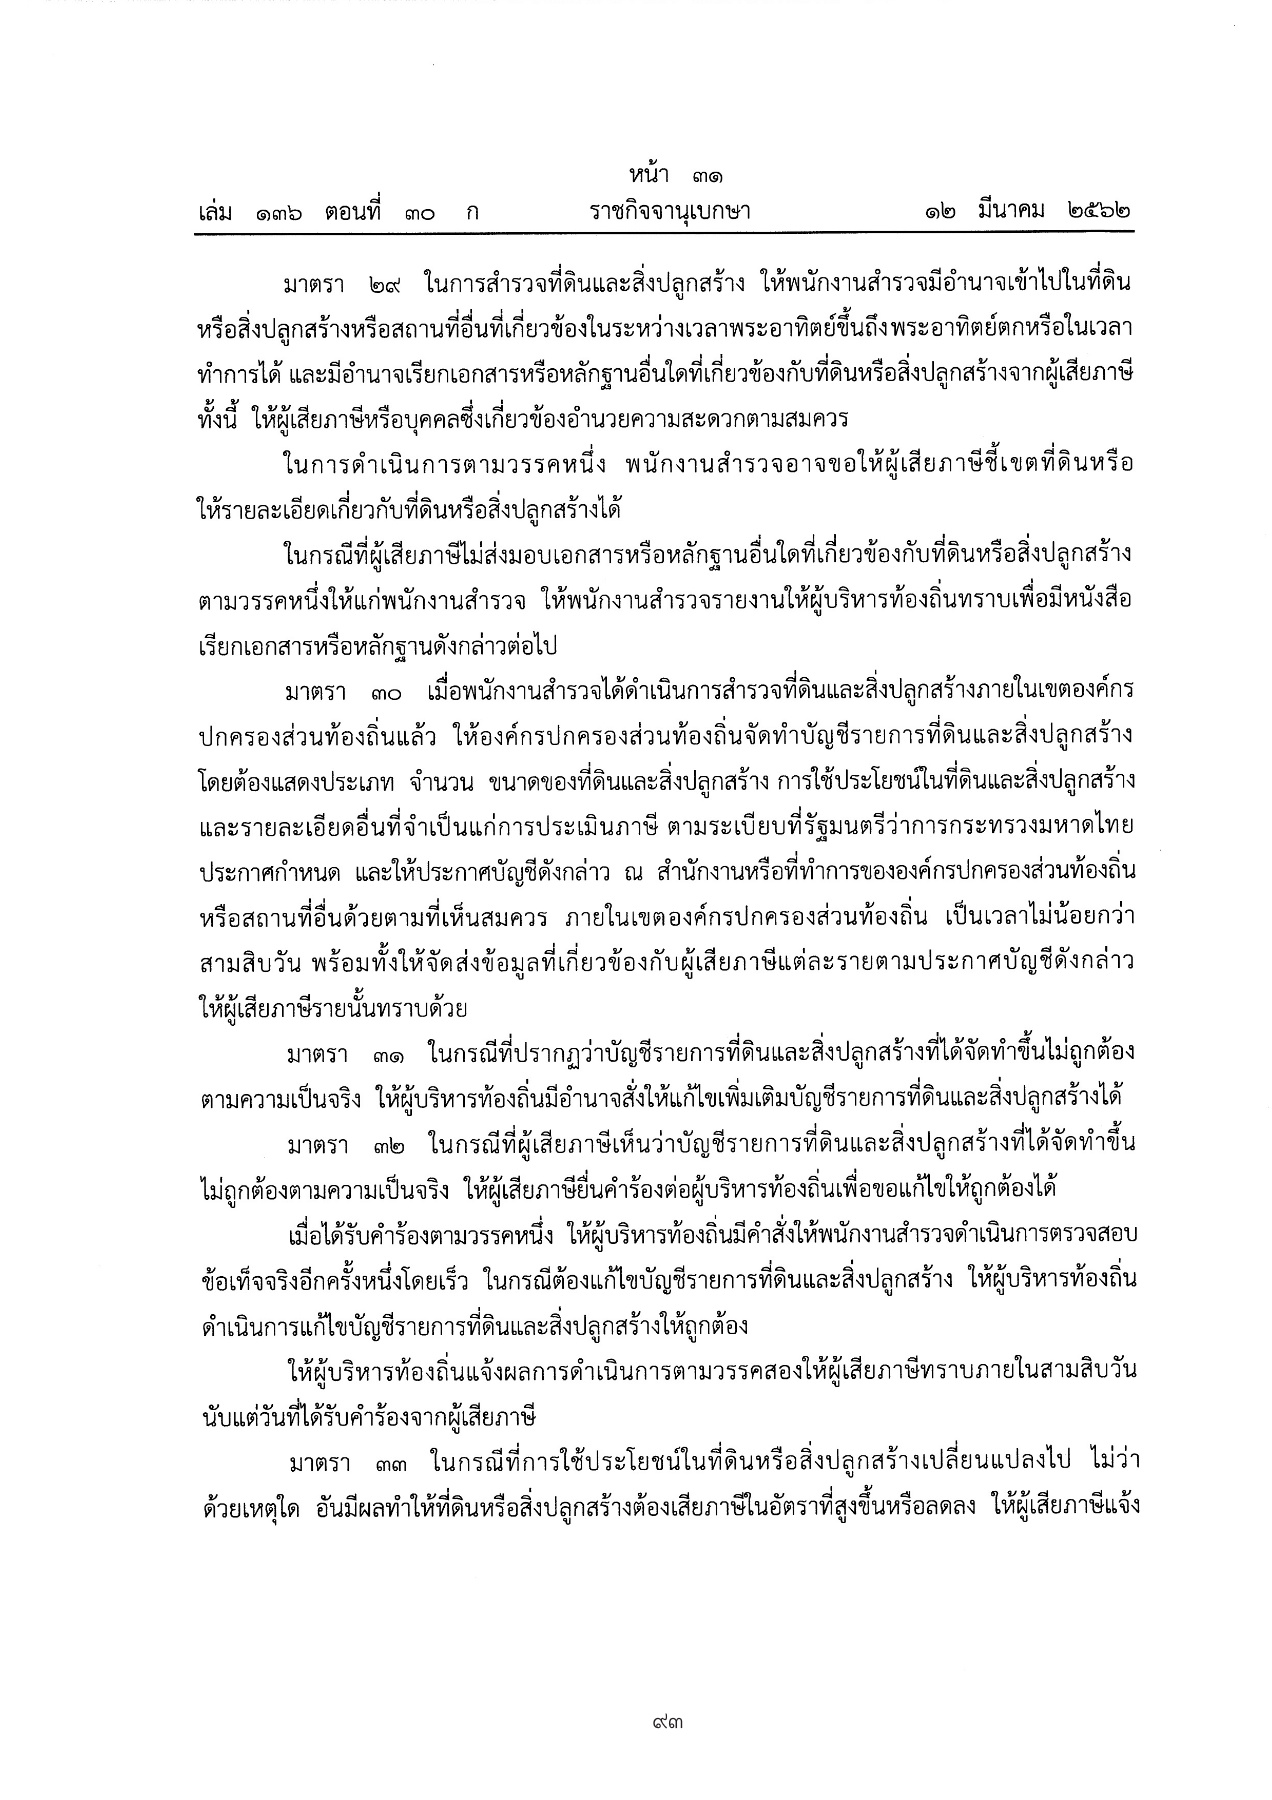 หน้า ๓๑
เล่ม ๑๓๖ ตอนที่ ๓๐ ก ราชกิจจานุเบกษา ๑๒ มีนาคม ๒๕๖๒
มาตรา ๒๙ ในการสำรวจที่ดินและสิ่งปลูกสร้าง ให้พนักงานสำรวจมีอำนาจเข้าไปในที่ดิน
หรือสิ่งปลูกสร้างหรือสถานที่อื่นที่เกี่ยวข้องในระหว่างเวลาพระอาทิตย์ขึ้นถึงพระอาทิตย์ตกหรือในเวลา
ทำการได้ และมีอำนาจเรียกเอกสารหรือหลักฐานอื่นใดที่เกี่ยวข้องกับที่ดินหรือสิ่งปลูกสร้างจากผู้เสียภาษี
ทั้งนี้ ให้ผู้เสียภาษีหรือบุคคลซึ่งเกี่ยวข้องอำนวยความสะดวกตามสมควร
ในการดำเนินการตามวรรคหนึ่ง พนักงานสำรวจอาจขอให้ผู้เสียภาษีชี้เขตที่ดินหรือ
ให้รายละเอียดเกี่ยวกับที่ดินหรือสิ่งปลูกสร้างได้
ในกรณีที่ผู้เสียภาษีไม่ส่งมอบเอกสารหรือหลักฐานอื่นใดที่เกี่ยวข้องกับที่ดินหรือสิ่งปลูกสร้าง
ตามวรรคหนึ่งให้แก่พนักงานสำรวจ ให้พนักงานสำรวจรายงานให้ผู้บริหารท้องถิ่นทราบเพื่อมีหนังสือ
เรียกเอกสารหรือหลักฐานดังกล่าวต่อไป
มาตรา ๓๐ เมื่อพนักงานสำรวจได้ดำเนินการสำรวจที่ดินและสิ่งปลูกสร้างภายในเขตองค์กร
ปกครองส่วนท้องถิ่นแล้ว ให้องค์กรปกครองส่วนท้องถิ่นจัดทำบัญชีรายการที่ดินและสิ่งปลูกสร้าง
โดยต้องแสดงประเภท จำนวน ขนาดของที่ดินและสิ่งปลูกสร้าง การใช้ประโยชน์ในที่ดินและสิ่งปลูกสร้าง
และรายละเอียดอื่นที่จำเป็นแก่การประเมินภาษี ตามระเบียบที่รัฐมนตรีว่าการกระทรวงมหาดไทย
ประกาศกำหนด และให้ประกาศบัญชีดังกล่าว ณ สำนักงานหรือที่ทำการขององค์กรปกครองส่วนท้องถิ่น
หรือสถานที่อื่นด้วยตามที่เห็นสมควร ภายในเขตองค์กรปกครองส่วนท้องถิ่น เป็นเวลาไม่น้อยกว่า
สามสิบวัน พร้อมทั้งให้จัดส่งข้อมูลที่เกี่ยวข้องกับผู้เสียภาษีแต่ละรายตามประกาศบัญชีดังกล่าว
ให้ผู้เสียภาษีรายนั้นทราบด้วย
มาตรา ๓๑ ในกรณีที่ปรากฏว่าบัญชีรายการที่ดินและสิ่งปลูกสร้างที่ได้จัดทำขึ้นไม่ถูกต้อง
ตามความเป็นจริง ให้ผู้บริหารท้องถิ่นมีอำนาจสั่งให้แก้ไขเพิ่มเติมบัญชีรายการที่ดินและสิ่งปลูกสร้างได้
มาตรา ๓๒ ในกรณีที่ผู้เสียภาษีเห็นว่าบัญชีรายการที่ดินและสิ่งปลูกสร้างที่ได้จัดทำขึ้น
ไม่ถูกต้องตามความเป็นจริง ให้ผู้เสียภาษียื่นคำร้องต่อผู้บริหารท้องถิ่นเพื่อขอแก้ไขให้ถูกต้องได้
เมื่อได้รับคำร้องตามวรรคหนึ่ง ให้ผู้บริหารท้องถิ่นมีคำสั่งให้พนักงานสำรวจดำเนินการตรวจสอบ
ข้อเท็จจริงอีกครั้งหนึ่งโดยเร็ว ในกรณีต้องแก้ไขบัญชีรายการที่ดินและสิ่งปลูกสร้าง ให้ผู้บริหารท้องถิ่น
ดำเนินการแก้ไขบัญชีรายการที่ดินและสิ่งปลูกสร้างให้ถูกต้อง
ให้ผู้บริหารท้องถิ่นแจ้งผลการดำเนินการตามวรรคสองให้ผู้เสียภาษีทราบภายในสามสิบวัน
นับแต่วันที่ได้รับคำร้องจากผู้เสียภาษี
มาตรา ๓๓ ในกรณีที่การใช้ประโยชน์ในที่ดินหรือสิ่งปลูกสร้างเปลี่ยนแปลงไป ไม่ว่า
ด้วยเหตุใด อันมีผลทำให้ที่ดินหรือสิ่งปลูกสร้างต้องเสียภาษีในอัตราที่สูงขึ้นหรือลดลง ให้ผู้เสียภาษีแจ้ง
๙๓